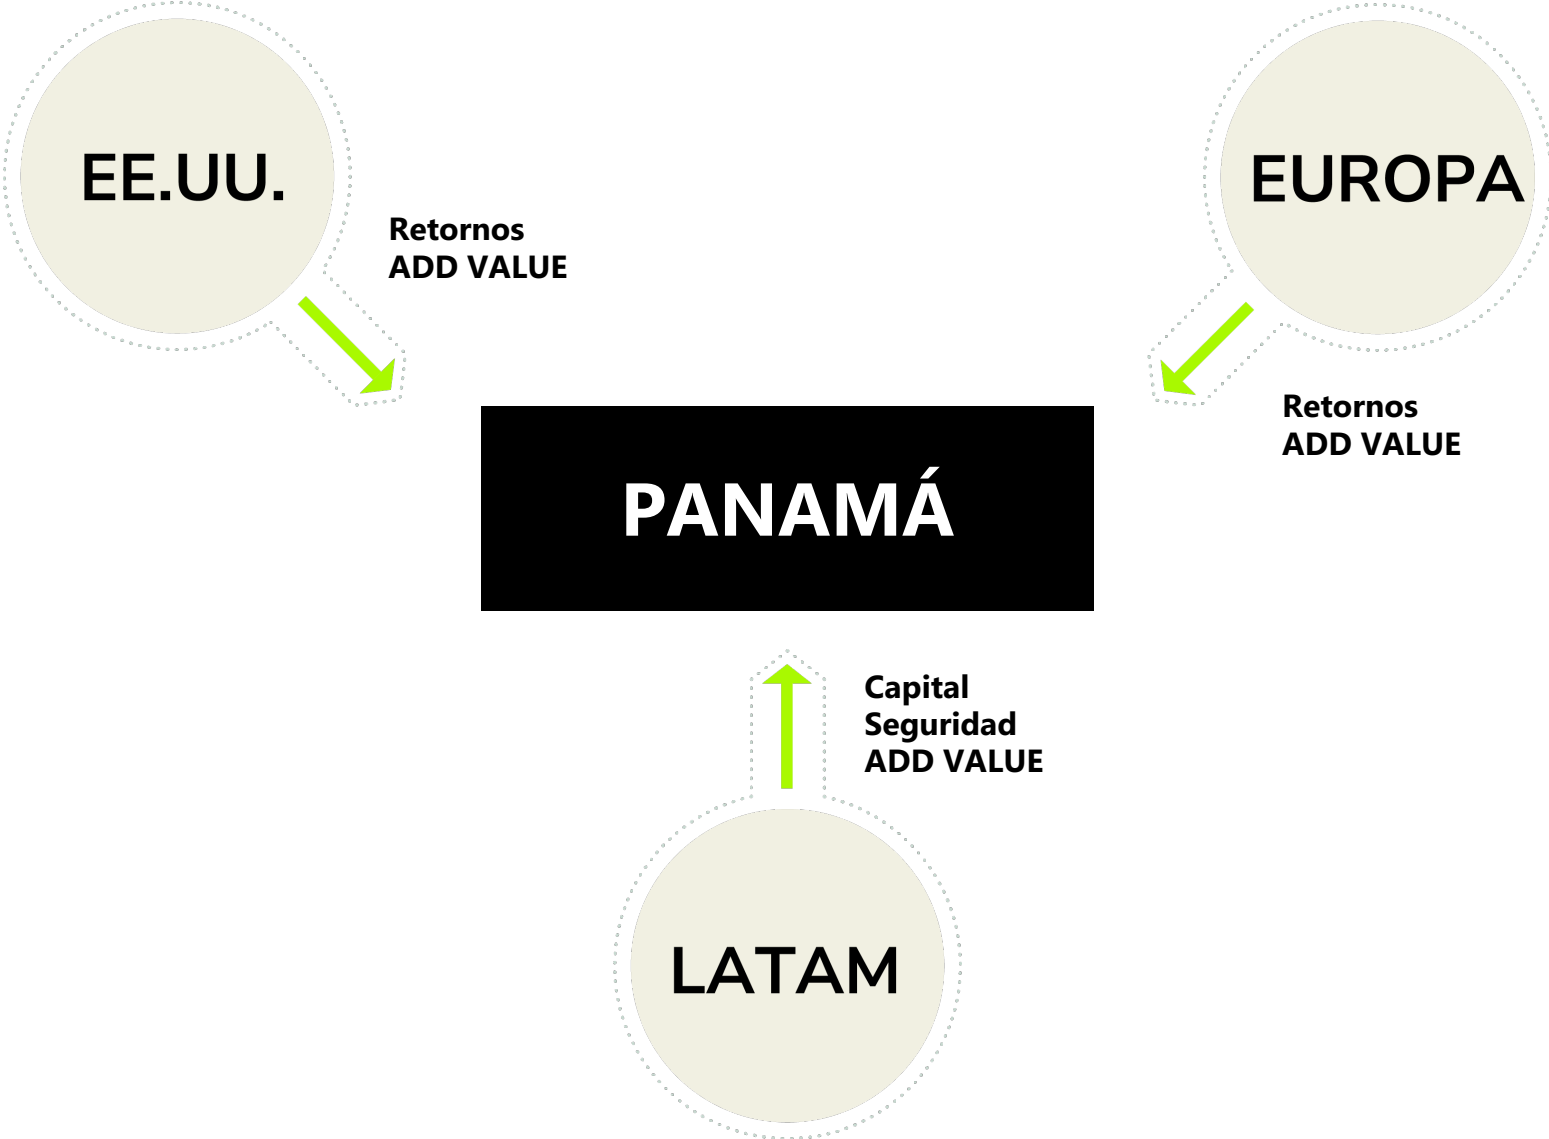 EE.UU.
EUROPA
Retornos
ADD VALUE
Retornos
ADD VALUE
PANAMÁ
Capital
Seguridad
ADD VALUE
LATAM